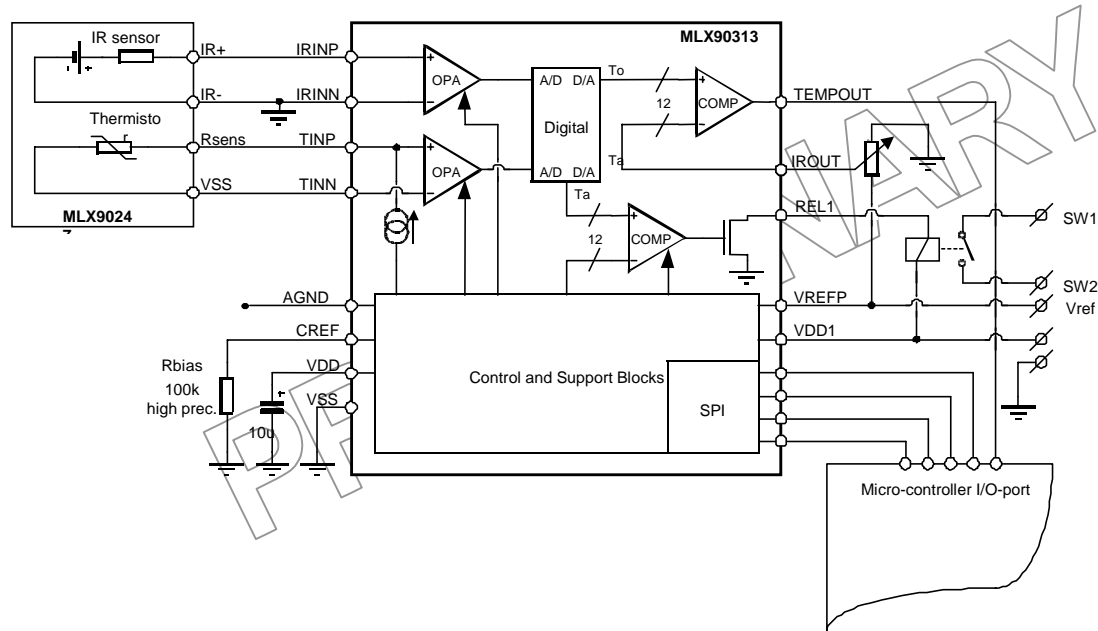 MLX90313
IR sensor
IR+
IRINP
OPA
IR-
IRINN
Thermisto
Rsens
TINP
OPA
VSS
TINN
MLX9024
A/D D/A
Digital
A/D D/A
To
12
Ta
COMP
TEMPOUT
IROUT
Ta
12
COMP
REL1
SW1
SW2
AGND
VREFP
Vref
CREF
VDD1
Rbias
100k
high prec.
VDD
10u
VSS
Control and Support Blocks
SPI
Micro-controller I/O-port